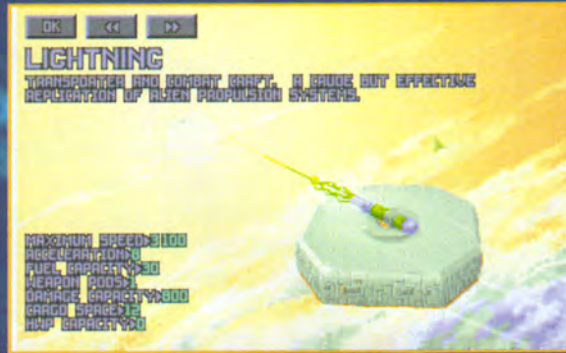 OK << >>
LIGHTNING
TRANSPORTER AND COMBAT CRAFT. A CRUDE BUT EFFECTIVE
REPLICATION OF ALIEN PROPULSION SYSTEMS.
MAXIMUM SPEED>3100
ACCELERATION>8
FUEL CAPACITY>30
WEAPON PODS>1
DAMAGE CAPACITY>800
CARGO SPACE>12
HWP CAPACITY>0